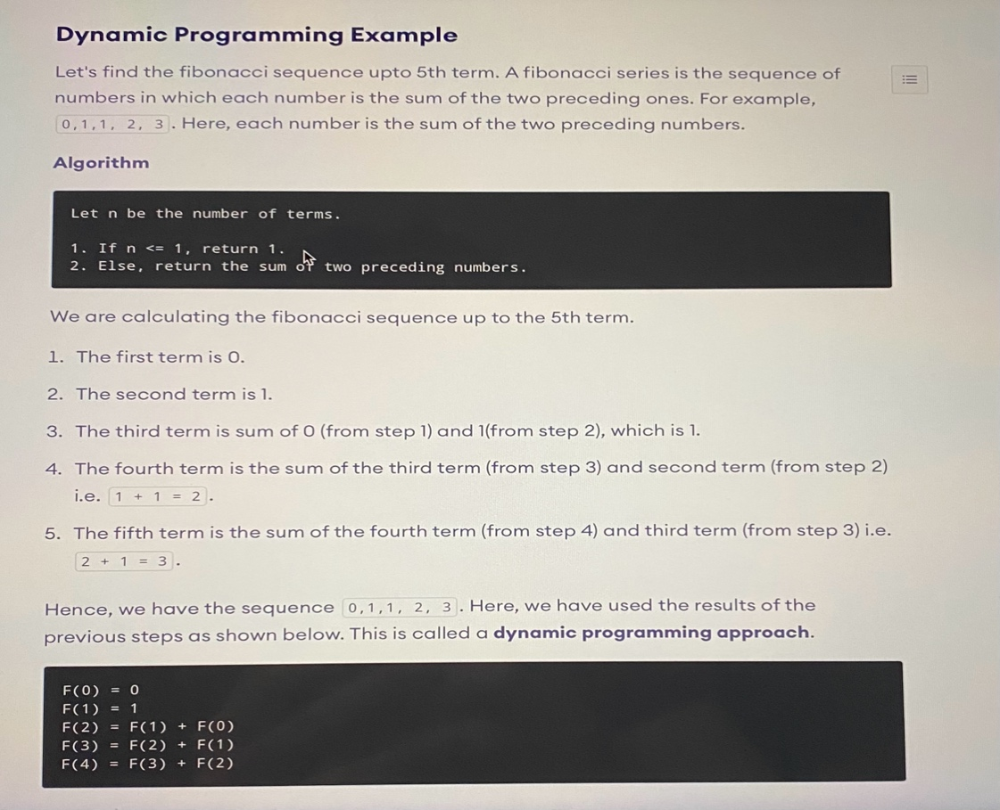 Dynamic Programming Example
Let's find the fibonacci sequence upto 5th term. A fibonacci series is the sequence of
numbers in which each number is the sum of the two preceding ones. For example,
0,1,1, 2, 3 . Here, each number is the sum of the two preceding numbers.
Algorithm
Let n be the number of terms.
1. If n <= 1, return 1.
2. Else, return the sum of two preceding numbers.
We are calculating the fibonacci sequence up to the 5th term.
1. The first term is 0.
2. The second term is 1.
3. The third term is sum of 0 (from step 1) and 1(from step 2), which is 1.
4. The fourth term is the sum of the third term (from step 3) and second term (from step 2)
i.e. 1 + 1 = 2 .
5. The fifth term is the sum of the fourth term (from step 4) and third term (from step 3) i.e.
2 + 1 = 3 .
Hence, we have the sequence 0,1,1, 2, 3 . Here, we have used the results of the
previous steps as shown below. This is called a dynamic programming approach.
F(0) = 0
F(1) = 1
F(2) = F(1) + F(0)
F(3) = F(2) + F(1)
F(4) = F(3) + F(2)